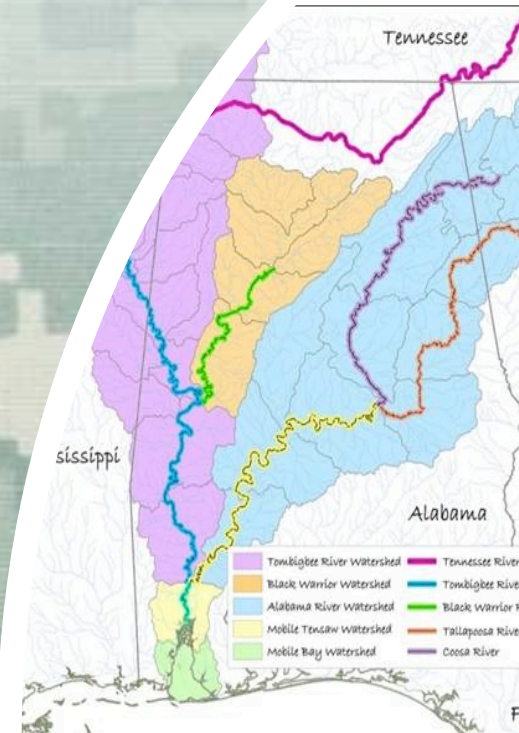 Tennessee
sissippi
Alabama
Tombigbee River Watershed
Black Warrior Watershed
Alabama River Watershed
Mobile Tensaw Watershed
Mobile Bay Watershed
Tennessee River
Tombigbee Rive
Black Warrior R
Tallapoosa Rive
Coosa River
F